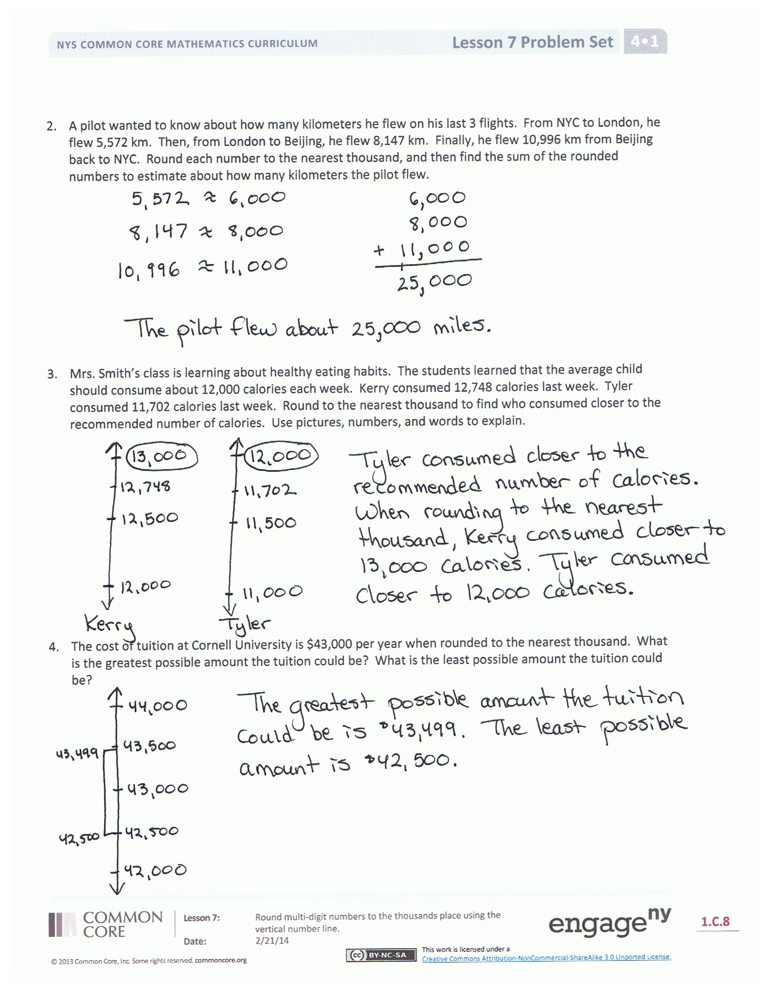 NYS COMMON CORE MATHEMATICS CURRICULUM Lesson 7 Problem Set 4•1
2. A pilot wanted to know about how many kilometers he flew on his last 3 flights. From NYC to London, he
flew 5,572 km. Then, from London to Beijing, he flew 8,147 km. Finally, he flew 10,996 km from Beijing
back to NYC. Round each number to the nearest thousand, and then find the sum of the rounded
numbers to estimate about how many kilometers the pilot flew.
5,572 ≈ 6,000
8,147 ≈ 8,000
10,996 ≈ 11,000
6,000
8,000
+ 11,000
1
25,000
The pilot flew about 25,000 miles.
3. Mrs. Smith's class is learning about healthy eating habits. The students learned that the average child
should consume about 12,000 calories each week. Kerry consumed 12,748 calories last week. Tyler
consumed 11,702 calories last week. Round to the nearest thousand to find who consumed closer to the
recommended number of calories. Use pictures, numbers, and words to explain.
13,000
12,748
12,500
12,000
Kerry
12,000
11,702
11,500
11,000
Tyler
Tyler consumed closer to the
recommended number of calories.
When rounding to the nearest
thousand, Kerry consumed closer to
13,000 calories. Tyler consumed
closer to 12,000 calories.
4. The cost of tuition at Cornell University is $43,000 per year when rounded to the nearest thousand. What
is the greatest possible amount the tuition could be? What is the least possible amount the tuition could
be?
44,000
43,500
43,499
43,000
42,500
42,500
42,000
The greatest possible amount the tuition
could be is $43,499. The least possible
amount is $42,500.
COMMON
CORE
Lesson 7: Round multi-digit numbers to the thousands place using the
vertical number line.
Date: 2/21/14
engage ny
1.C.8
© 2013 Common Core, Inc. Some rights reserved. commoncore.org
cc BY-NC-SA
This work is licensed under a
Creative Commons Attribution-NonCommercial-ShareAlike 3.0 Unported License.